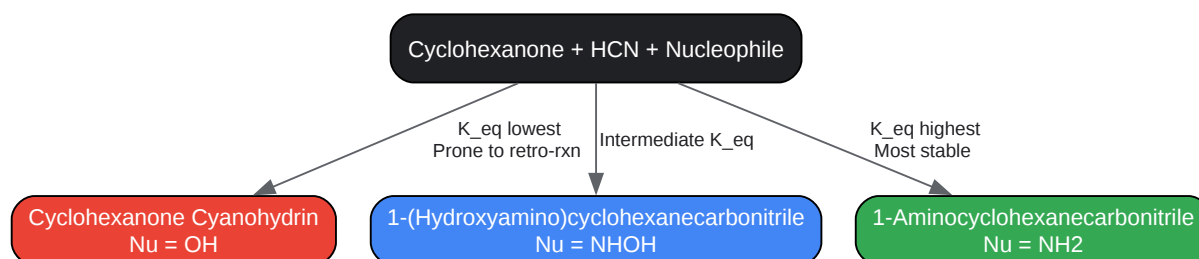 Cyclohexanone + HCN + Nucleophile
K_eq lowest
Prone to retro-rxn
Intermediate K_eq
K_eq highest
Most stable
Cyclohexanone Cyanohydrin
Nu = OH
1-(Hydroxyamino)cyclohexanecarbonitrile
Nu = NHOH
1-Aminocyclohexanecarbonitrile
Nu = NH2